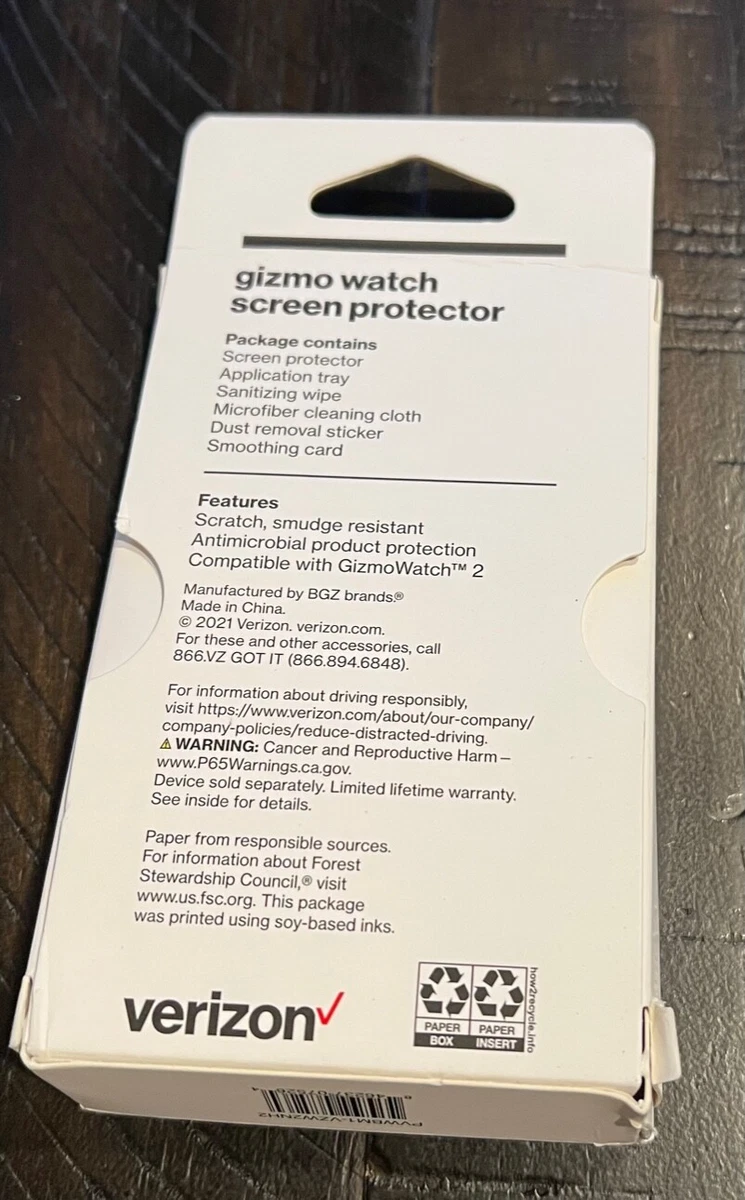 gizmo watch
screen protector
Package contains
Screen protector
Application tray
Sanitizing wipe
Microfiber cleaning cloth
Dust removal sticker
Smoothing card
Features
Scratch, smudge resistant
Antimicrobial product protection
Compatible with GizmoWatch™ 2
Manufactured by BGZ brands.®
Made in China.
© 2021 Verizon. verizon.com.
For these and other accessories, call
866.VZ GOT IT (866.894.6848).
For information about driving responsibly,
visit https://www.verizon.com/about/our-company/
company-policies/reduce-distracted-driving.
⚠ WARNING: Cancer and Reproductive Harm –
www.P65Warnings.ca.gov.
Device sold separately. Limited lifetime warranty.
See inside for details.
Paper from responsible sources.
For information about Forest
Stewardship Council,® visit
www.us.fsc.org. This package
was printed using soy-based inks.
verizon
PAPER PAPER
BOX INSERT
how2recycle.info